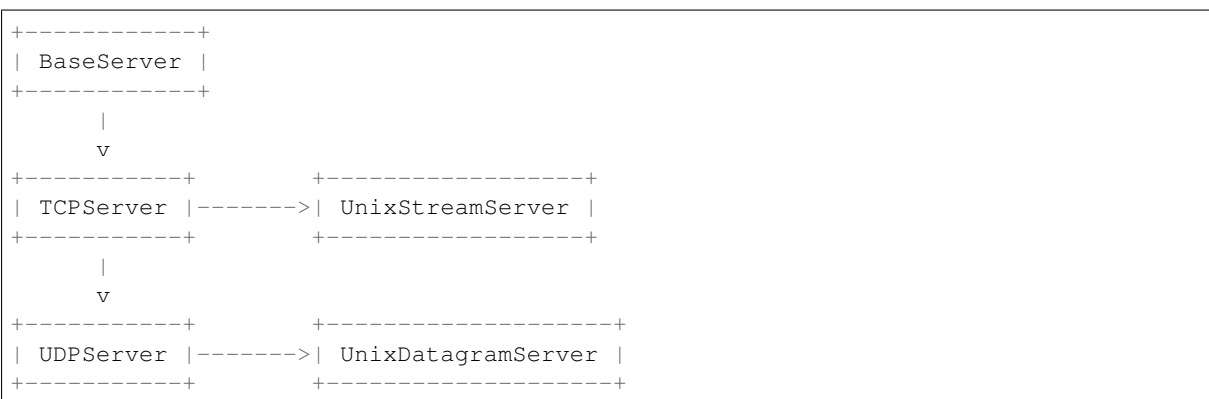 +------------+
| BaseServer |
+------------+
      |
      v
+-----------+        +------------------+
| TCPServer |------->| UnixStreamServer |
+-----------+        +------------------+
      |
      v
+-----------+        +--------------------+
| UDPServer |------->| UnixDatagramServer |
+-----------+        +--------------------+